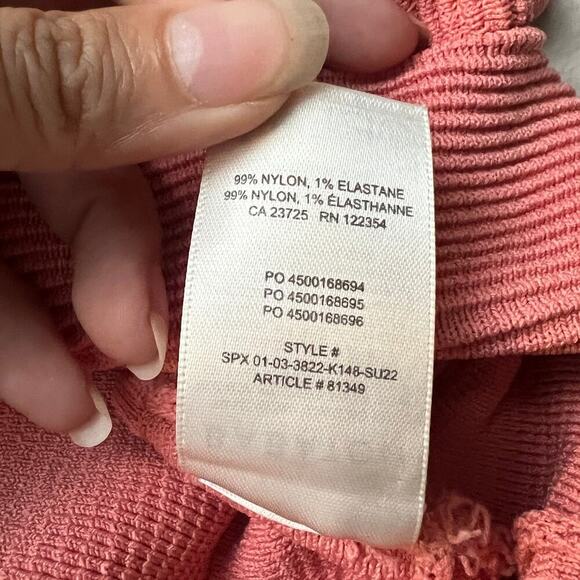 99% NYLON, 1% ELASTANE
99% NYLON, 1% ÉLASTHANNE
CA 23725 RN 122354
PO 4500168694
PO 4500168695
PO 4500168696
STYLE #
SPX 01-03-3822-K148-SU22
ARTICLE # 81349